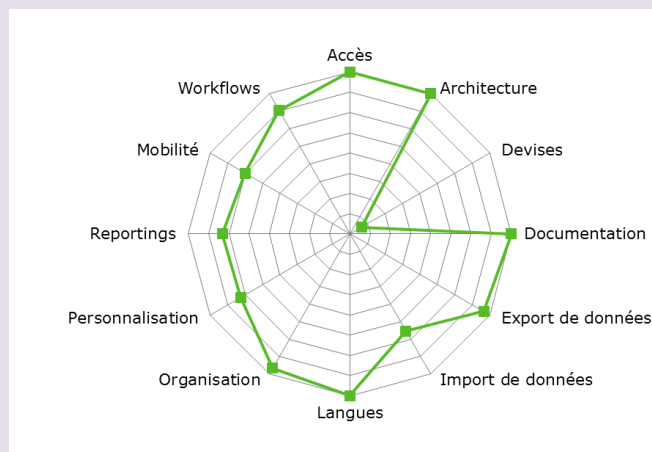 Accès
Architecture
Devises
Documentation
Export de données
Import de données
Langues
Organisation
Personnalisation
Reportings
Mobilité
Workflows